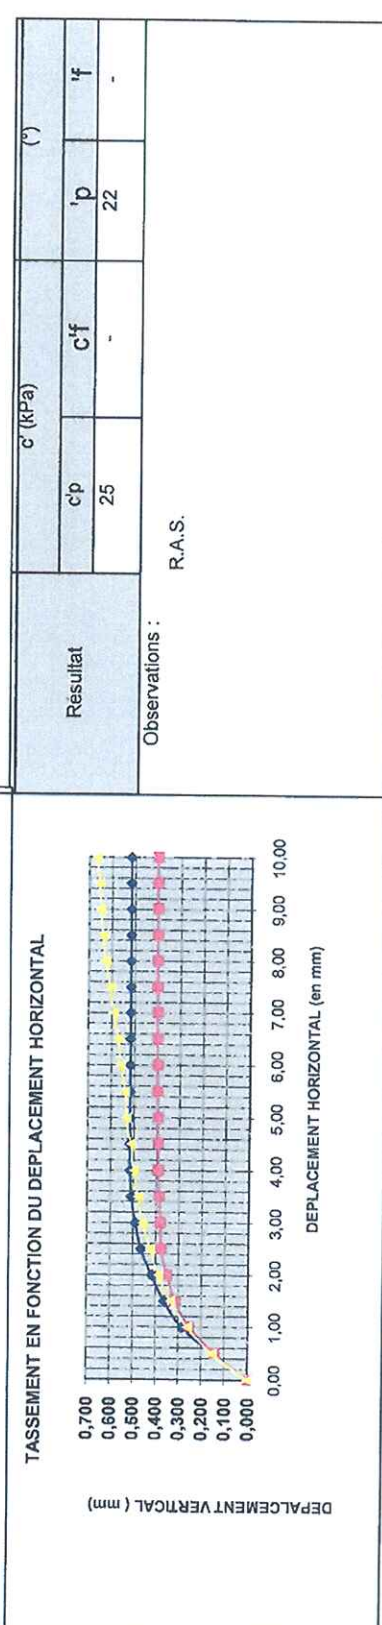 TASSEMENT EN FONCTION DU DEPLACEMENT HORIZONTAL
DEPALCEMENT VERTICAL ( mm)
0,700
0,600
0,500
0,400
0,300
0,200
0,100
0,000
0,00 1,00 2,00 3,00 4,00 5,00 6,00 7,00 8,00 9,00 10,00
DEPLACEMENT HORIZONTAL (en mm)
Résultat
c' (kPa) (°)
c'p c'f 'p 'f
25 - 22 -
Observations :
R.A.S.